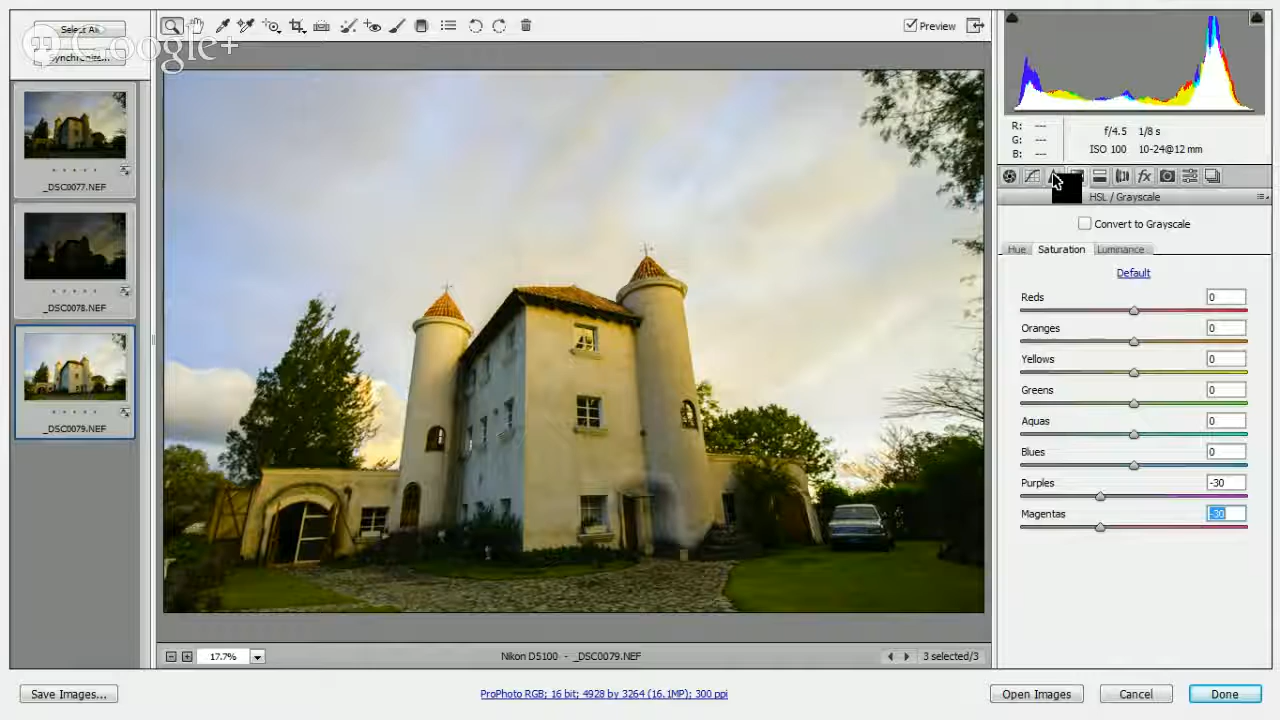 Select All
Synchronize...
Google+
Preview
_DSC0077.NEF
_DSC0078.NEF
_DSC0079.NEF
R: ---
G: ---
B: ---
f/4.5 1/8 s
ISO 100 10-24@12 mm
fx
HSL / Grayscale
Convert to Grayscale
Hue Saturation Luminance
Default
Reds 0
Oranges 0
Yellows 0
Greens 0
Aquas 0
Blues 0
Purples -30
Magentas -30
17.7%
Nikon D5100 - _DSC0079.NEF
3 selected/3
Save Images...
ProPhoto RGB; 16 bit; 4928 by 3264 (16.1MP); 300 ppi
Open Images
Cancel
Done